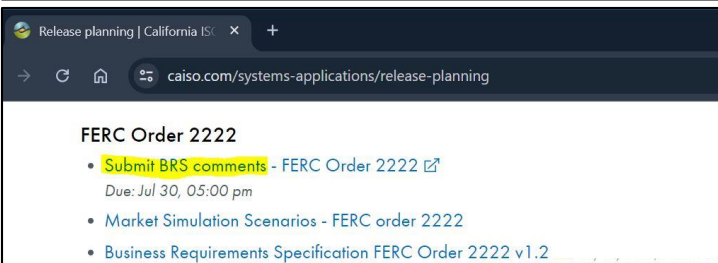 Release planning | California IS
caiso.com/systems-applications/release-planning
FERC Order 2222
• Submit BRS comments - FERC Order 2222
Due: Jul 30, 05:00 pm
• Market Simulation Scenarios - FERC order 2222
• Business Requirements Specification FERC Order 2222 v1.2